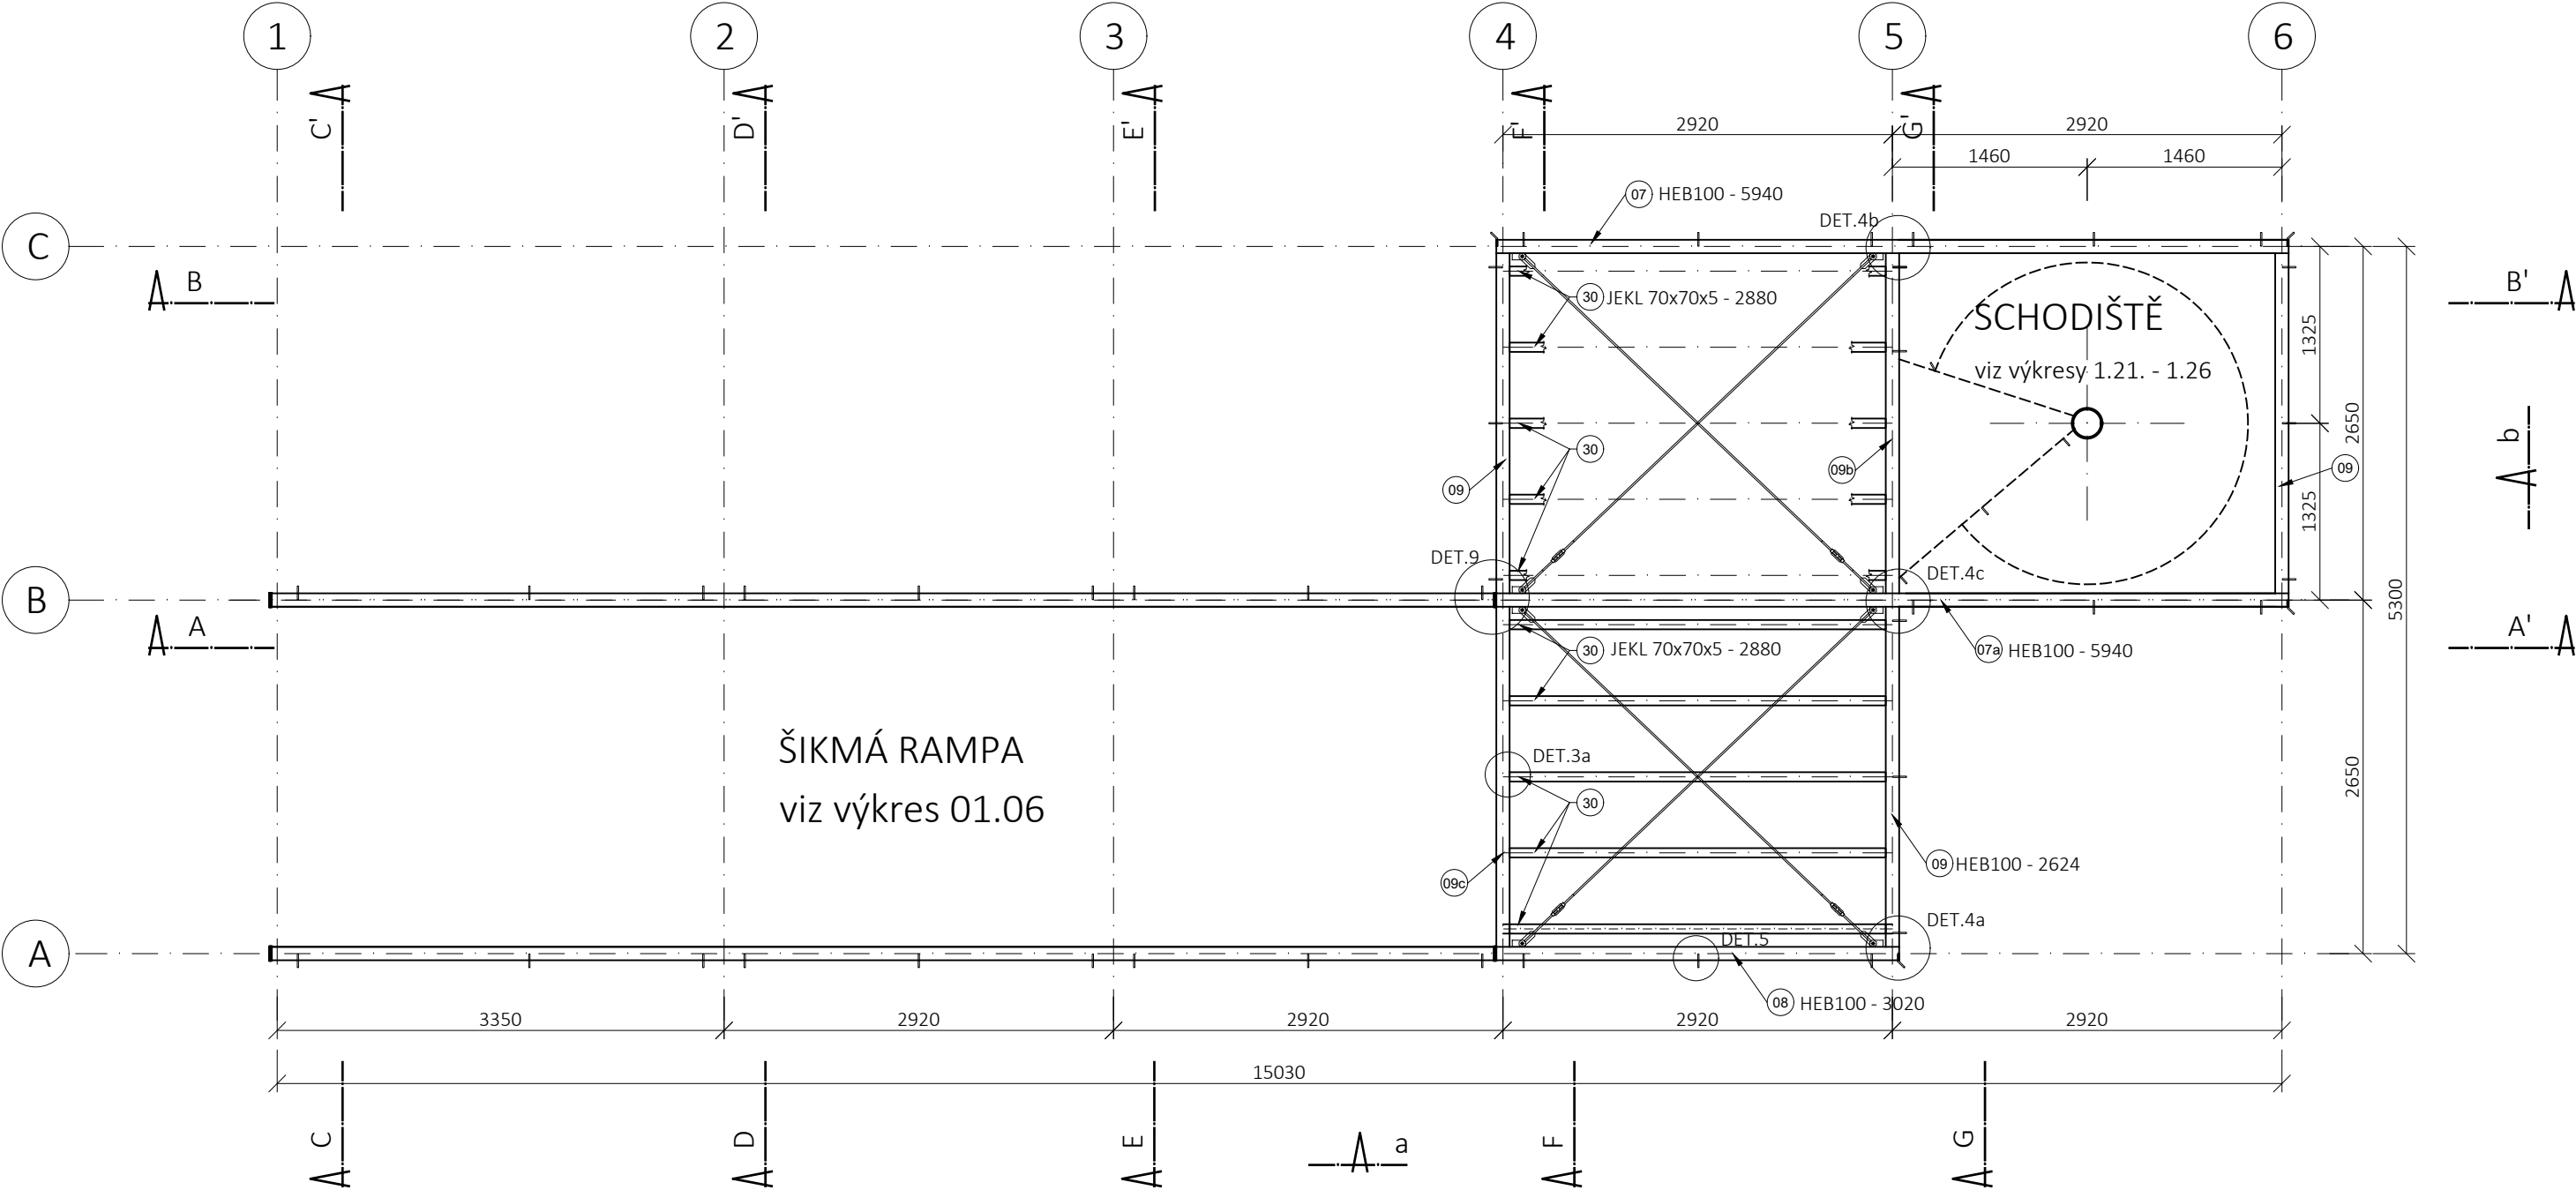 1 2 3 4 5 6
C' D' E' F' G'
2920 2920
1460 1460
07 HEB100 - 5940
DET.4b
C
B B'
30 JEKL 70x70x5 - 2880
SCHODIŠTĚ
viz výkresy 1.21. - 1.26
1325
2650
b
30
09b
09
09
1325
DET.9
DET.4c
B
5300
A A'
30 JEKL 70x70x5 - 2880
07a HEB100 - 5940
ŠIKMÁ RAMPA
viz výkres 01.06
DET.3a
2650
30
09c
09 HEB100 - 2624
DET.4a
DET.5
A
08 HEB100 - 3020
3350 2920 2920 2920 2920
15030
C D E a F G